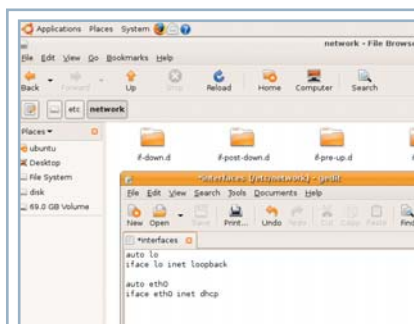 Applications Places System
network - File Browse
File Edit View Go Bookmarks Help
Back Forward Up Stop Reload Home Computer Search
etc network
Places
ubuntu
Desktop
File System
disk
69.0 GB Volume
if-down.d if-post-down.d if-pre-up.d
*interfaces (/etc/network) - gedit
File Edit View Search Tools Documents Help
New Open Save Print... Undo Redo Cut Copy Paste Find
*interfaces
auto lo
iface lo inet loopback
auto eth0
iface eth0 inet dhcp